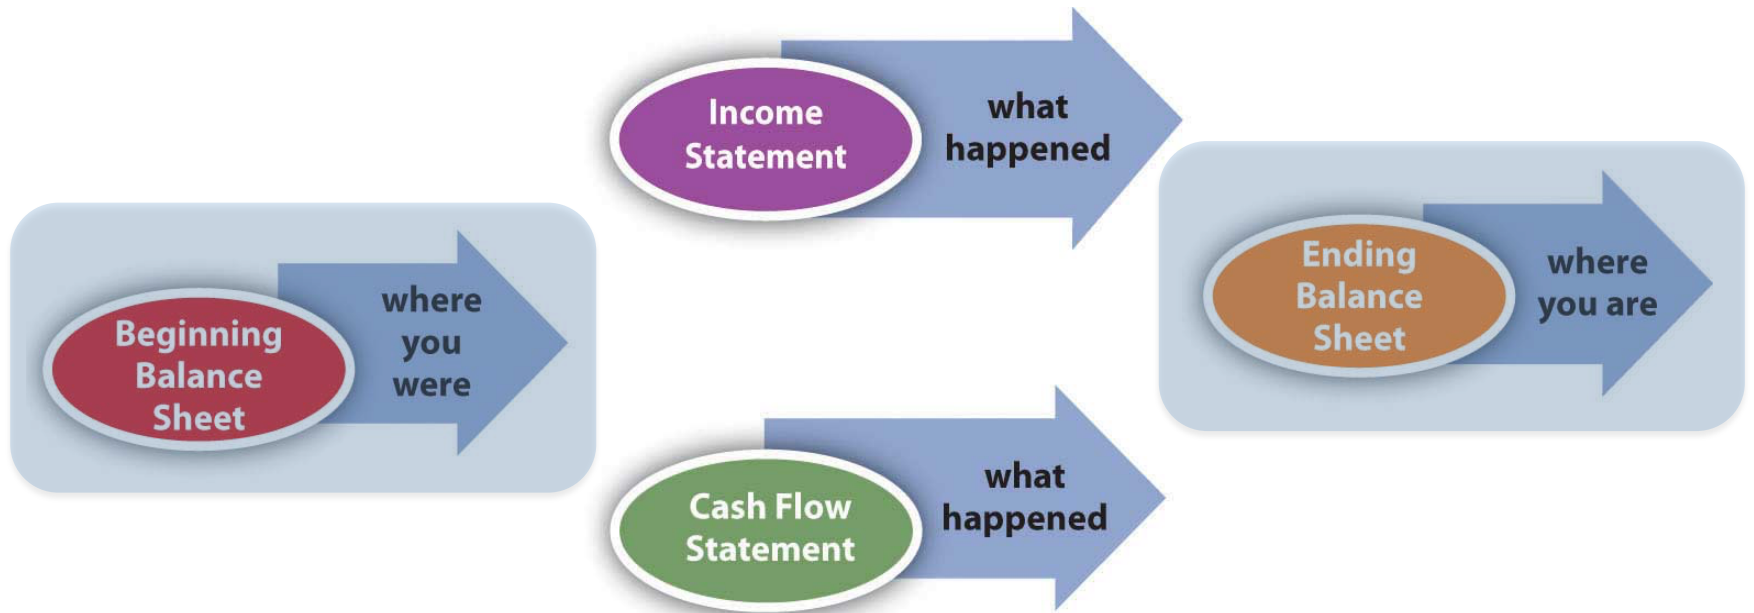 Beginning
Balance
Sheet
where
you
were
Income
Statement
what
happened
Cash Flow
Statement
what
happened
Ending
Balance
Sheet
where
you are